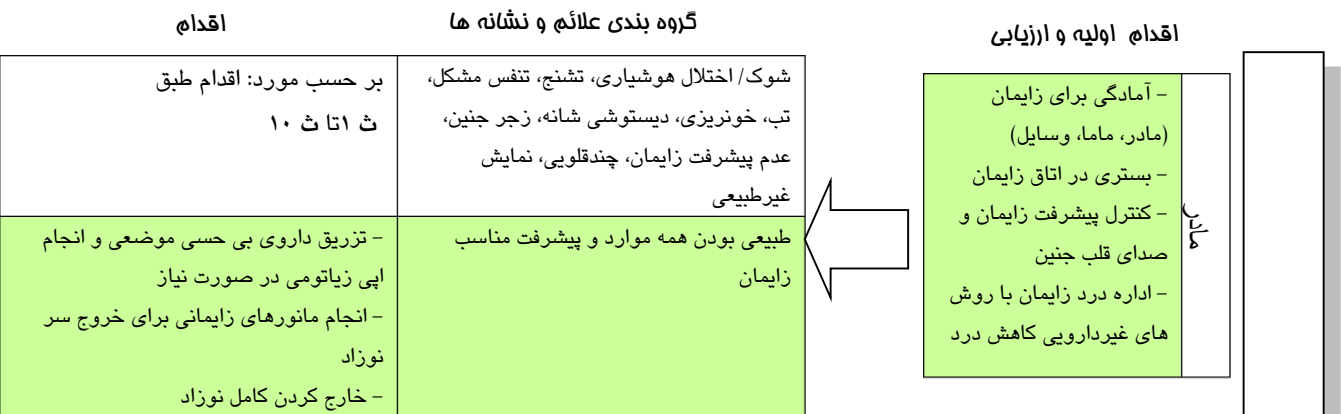 اقدام اولیه و ارزیابی
گروه بندی علائم و نشانه ها
اقدام
مادر
- آمادگی برای زایمان
(مادر، ماما، وسایل)
- بستری در اتاق زایمان
- کنترل پیشرفت زایمان و
صدای قلب جنین
- اداره درد زایمان با روش
های غیردارویی کاهش درد
شوک/ اختلال هوشیاری، تشنج، تنفس مشکل،
تب، خونریزی، دیستوشی شانه، زجر جنین،
عدم پیشرفت زایمان، چندقلویی، نمایش
غیرطبیعی
بر حسب مورد: اقدام طبق
ث ۱تا ث ۱۰
طبیعی بودن همه موارد و پیشرفت مناسب
زایمان
- تزریق داروی بی حسی موضعی و انجام
اپی زیاتومی در صورت نیاز
- انجام مانورهای زایمانی برای خروج سر
نوزاد
- خارج کردن کامل نوزاد